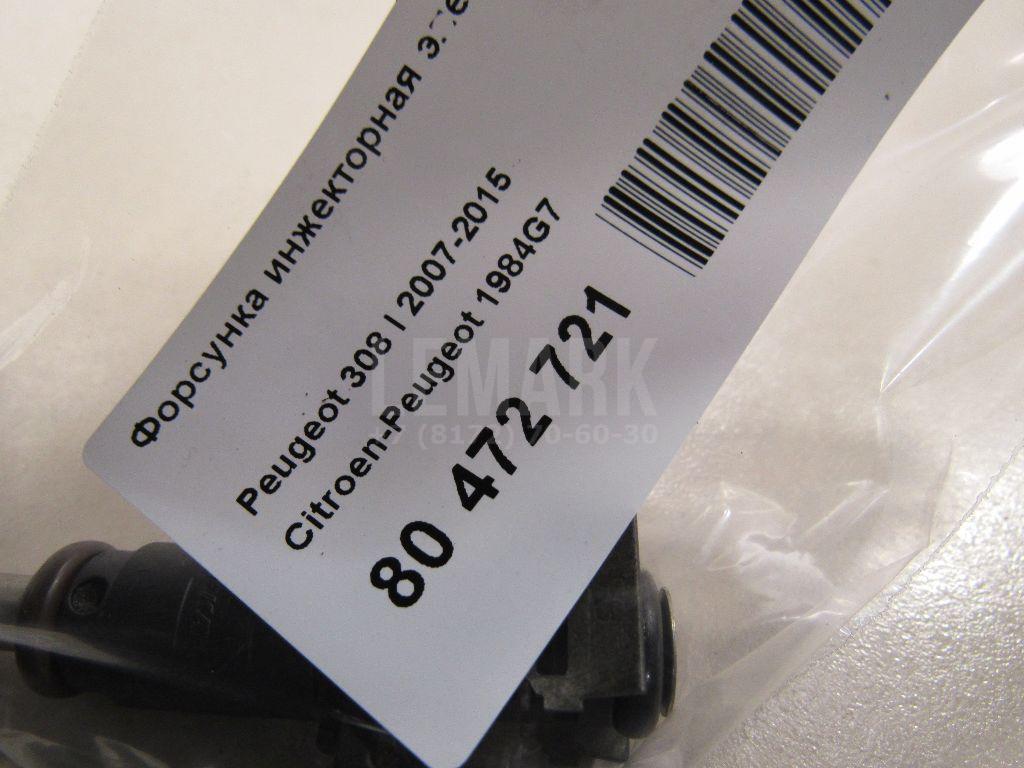 Форсунка инжекторная
Peugeot 308 I 2007-2015
Citroen-Peugeot 1984G7
80 472 721
LEMARK